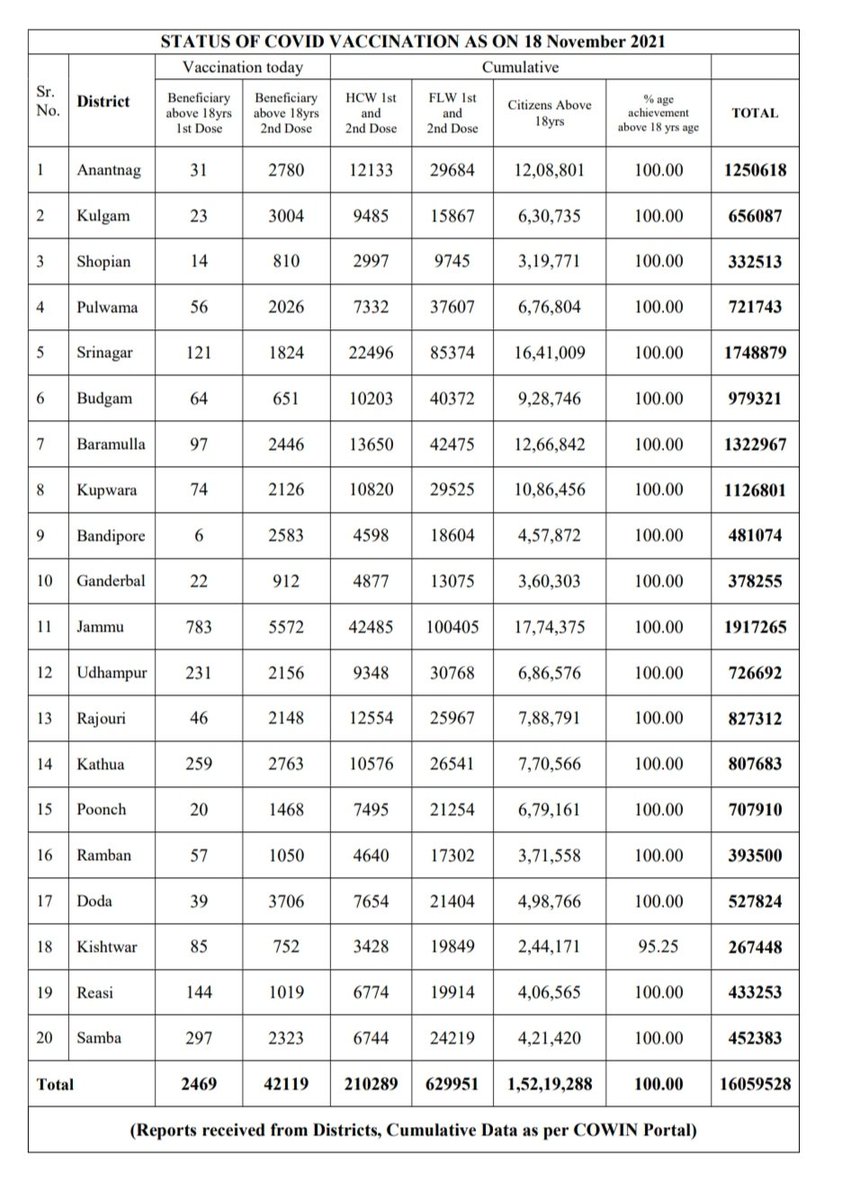 STATUS OF COVID VACCINATION AS ON 18 November 2021
Sr. No. District Vaccination today Cumulative
Beneficiary above 18yrs 1st Dose Beneficiary above 18yrs 2nd Dose HCW 1st and 2nd Dose FLW 1st and 2nd Dose Citizens Above 18yrs % age achievement above 18 yrs age TOTAL
1 Anantnag 31 2780 12133 29684 12,08,801 100.00 1250618
2 Kulgam 23 3004 9485 15867 6,30,735 100.00 656087
3 Shopian 14 810 2997 9745 3,19,771 100.00 332513
4 Pulwama 56 2026 7332 37607 6,76,804 100.00 721743
5 Srinagar 121 1824 22496 85374 16,41,009 100.00 1748879
6 Budgam 64 651 10203 40372 9,28,746 100.00 979321
7 Baramulla 97 2446 13650 42475 12,66,842 100.00 1322967
8 Kupwara 74 2126 10820 29525 10,86,456 100.00 1126801
9 Bandipore 6 2583 4598 18604 4,57,872 100.00 481074
10 Ganderbal 22 912 4877 13075 3,60,303 100.00 378255
11 Jammu 783 5572 42485 100405 17,74,375 100.00 1917265
12 Udhampur 231 2156 9348 30768 6,86,576 100.00 726692
13 Rajouri 46 2148 12554 25967 7,88,791 100.00 827312
14 Kathua 259 2763 10576 26541 7,70,566 100.00 807683
15 Poonch 20 1468 7495 21254 6,79,161 100.00 707910
16 Ramban 57 1050 4640 17302 3,71,558 100.00 393500
17 Doda 39 3706 7654 21404 4,98,766 100.00 527824
18 Kishtwar 85 752 3428 19849 2,44,171 95.25 267448
19 Reasi 144 1019 6774 19914 4,06,565 100.00 433253
20 Samba 297 2323 6744 24219 4,21,420 100.00 452383
Total 2469 42119 210289 629951 1,52,19,288 100.00 16059528
(Reports received from Districts, Cumulative Data as per COWIN Portal)